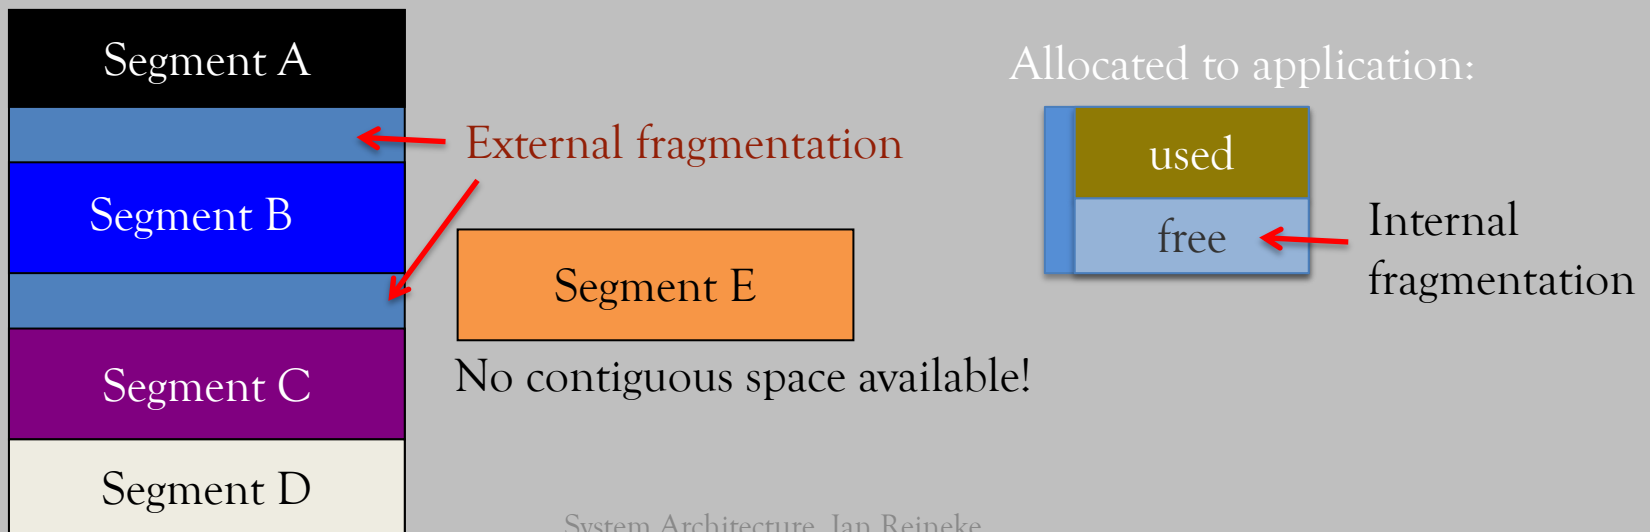 Segment A
Allocated to application:
External fragmentation
used
Segment B
free
Internal
fragmentation
Segment E
No contiguous space available!
Segment C
Segment D
System Architecture, Jan Reineke